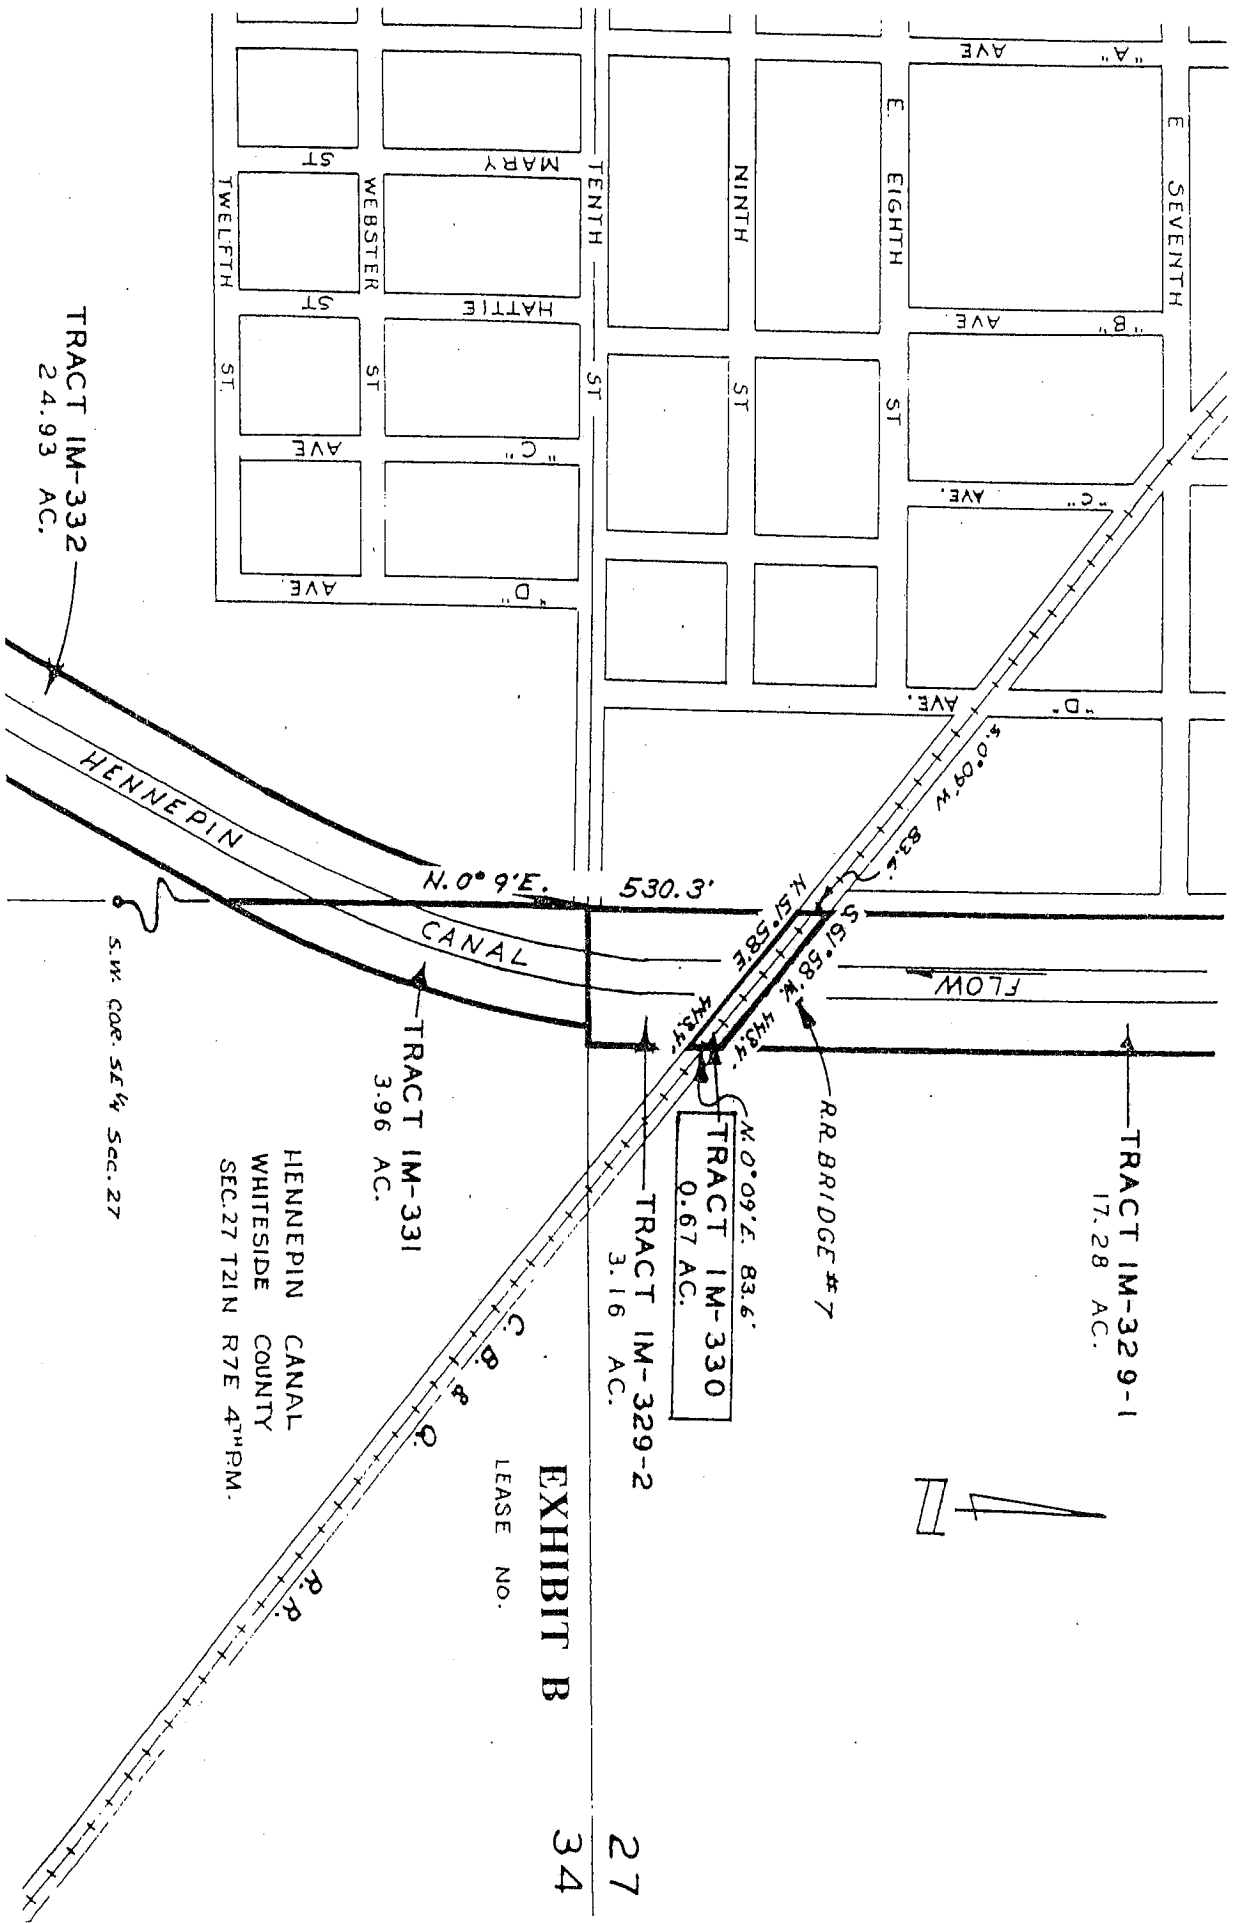 "A"
AVE
E SEVENTH
E. EIGHTH
ST
NINTH
ST
TENTH
ST
MARY
ST
WEBSTER
ST
TWELFTH
ST.
"B"
AVE
HATTIE
ST
"C"
AVE.
"C"
AVE
"D"
AVE.
"D"
AVE.
S.0°09'W 83.6'
S.61°58'W. 443.4'
N.51°58'E 443.4'
N.0°09'E. 83.6'
530.3'
N.0°9'E.
FLOW
R.R. BRIDGE #7
TRACT IM-329-1
17.28 AC.
TRACT IM-330
0.67 AC.
TRACT IM-329-2
3.16 AC.
TRACT IM-331
3.96 AC.
TRACT IM-332
24.93 AC.
HENNEPIN
CANAL
S.W. COR. SE ¼ SEC. 27
C. B. & Q. R. R.
27
34
EXHIBIT B
LEASE NO.
HENNEPIN CANAL
WHITESIDE COUNTY
SEC.27 T21N R7E 4TH P.M.